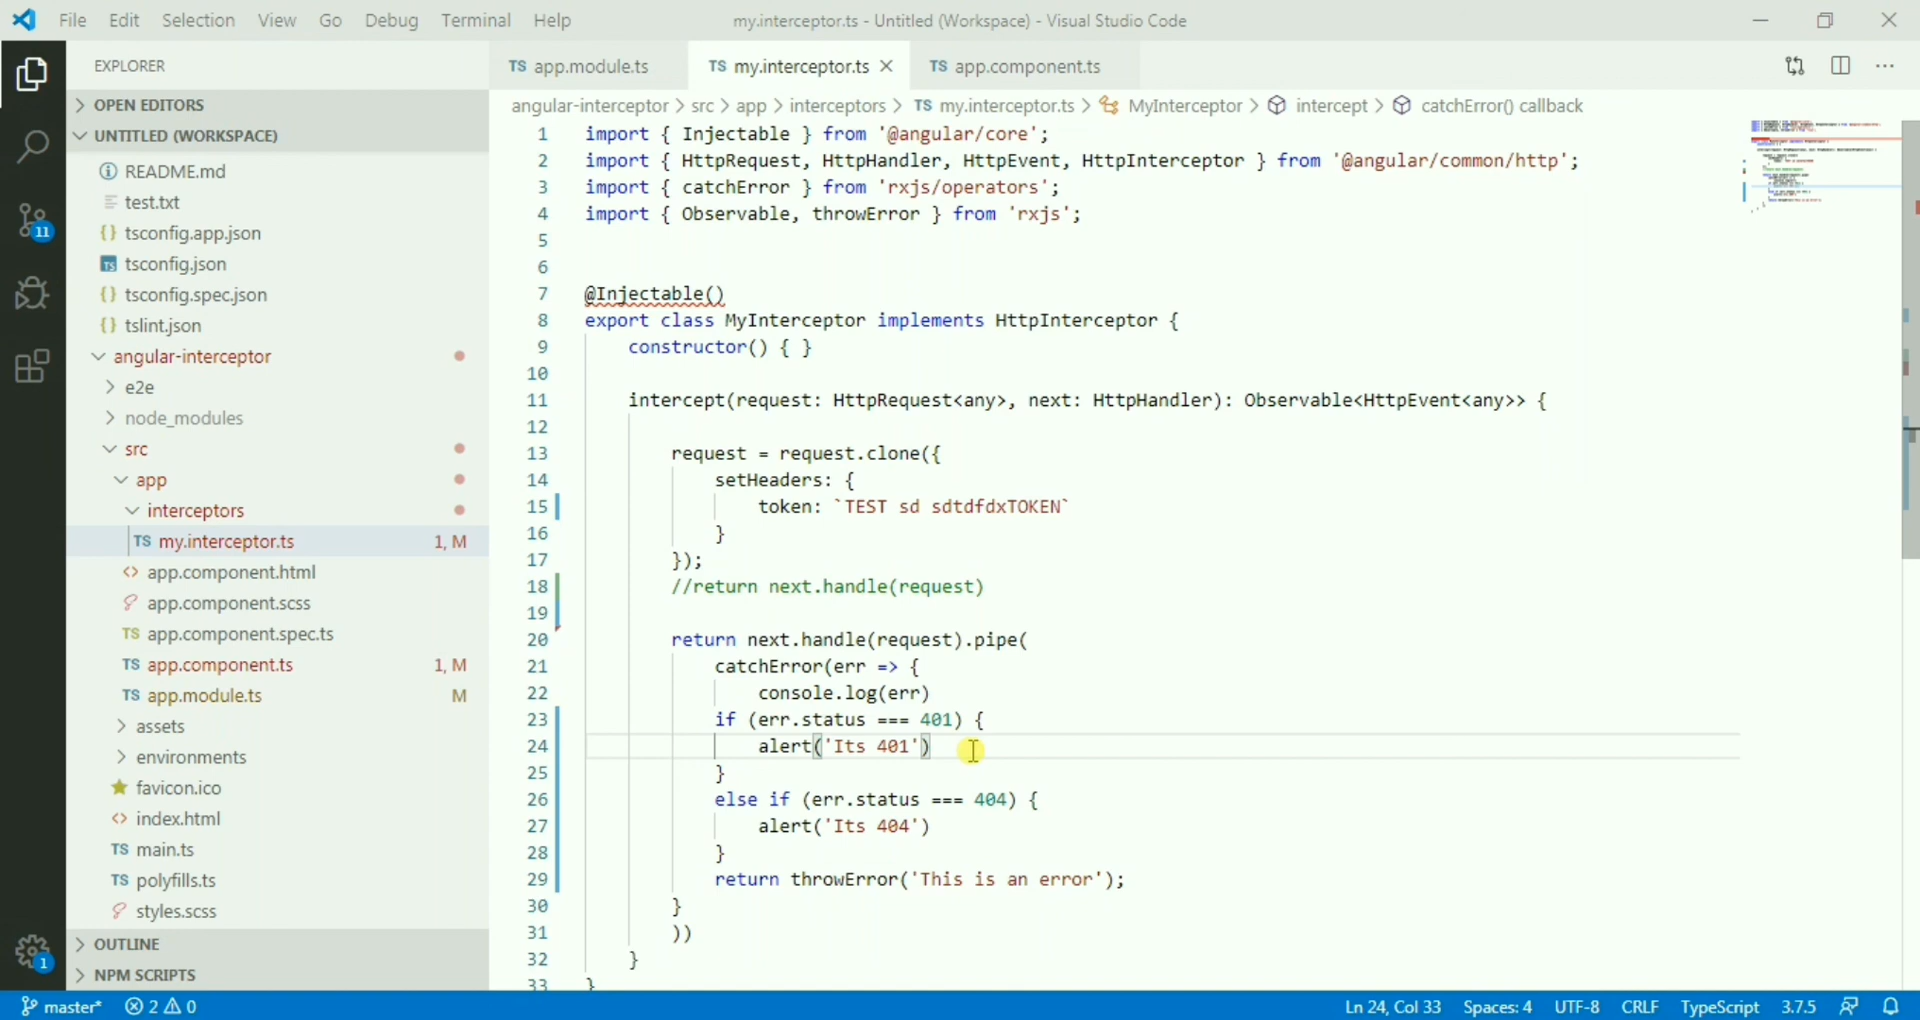 File Edit Selection View Go Debug Terminal Help
my.interceptor.ts - Untitled (Workspace) - Visual Studio Code
EXPLORER
OPEN EDITORS
UNTITLED (WORKSPACE)
README.md
test.txt
{} tsconfig.app.json
TS tsconfig.json
{} tsconfig.spec.json
{} tslint.json
angular-interceptor
e2e
node_modules
src
app
interceptors
TS my.interceptor.ts 1, M
<> app.component.html
app.component.scss
TS app.component.spec.ts
TS app.component.ts 1, M
TS app.module.ts M
assets
environments
favicon.ico
<> index.html
TS main.ts
TS polyfills.ts
styles.scss
OUTLINE
NPM SCRIPTS
11
1
TS app.module.ts TS my.interceptor.ts TS app.component.ts
angular-interceptor > src > app > interceptors > TS my.interceptor.ts > MyInterceptor > intercept > catchError() callback
1 import { Injectable } from '@angular/core';
2 import { HttpRequest, HttpHandler, HttpEvent, HttpInterceptor } from '@angular/common/http';
3 import { catchError } from 'rxjs/operators';
4 import { Observable, throwError } from 'rxjs';
5
6
7 @Injectable()
8 export class MyInterceptor implements HttpInterceptor {
9 constructor() { }
10
11 intercept(request: HttpRequest<any>, next: HttpHandler): Observable<HttpEvent<any>> {
12
13 request = request.clone({
14 setHeaders: {
15 token: `TEST sd sdtdfdxTOKEN`
16 }
17 });
18 //return next.handle(request)
19
20 return next.handle(request).pipe(
21 catchError(err => {
22 console.log(err)
23 if (err.status === 401) {
24 alert('Its 401')
25 }
26 else if (err.status === 404) {
27 alert('Its 404')
28 }
29 return throwError('This is an error');
30 }
31 ))
32 }
33 }
master* 2 0
Ln 24, Col 33 Spaces: 4 UTF-8 CRLF TypeScript 3.7.5